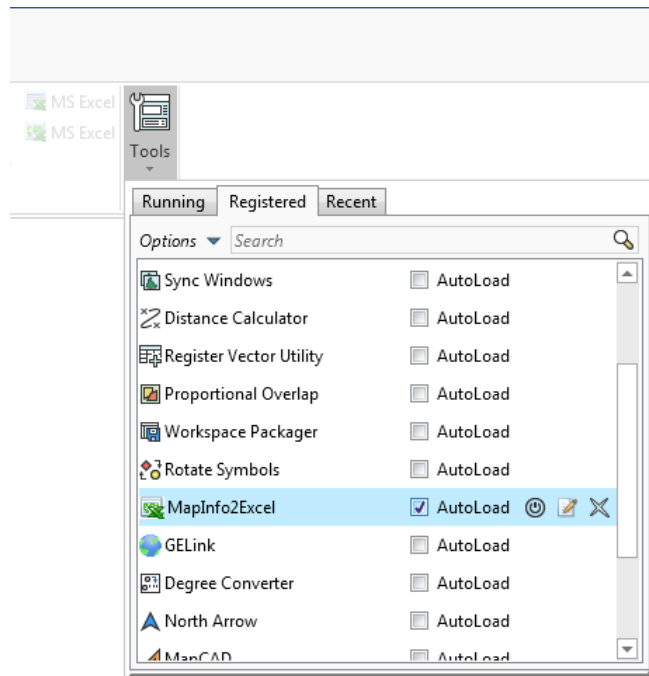 MS Excel
MS Excel
Tools
Running Registered Recent
Options Search
Sync Windows AutoLoad
Distance Calculator AutoLoad
Register Vector Utility AutoLoad
Proportional Overlap AutoLoad
Workspace Packager AutoLoad
Rotate Symbols AutoLoad
MapInfo2Excel AutoLoad
GELink AutoLoad
Degree Converter AutoLoad
North Arrow AutoLoad
MapCAD AutoLoad